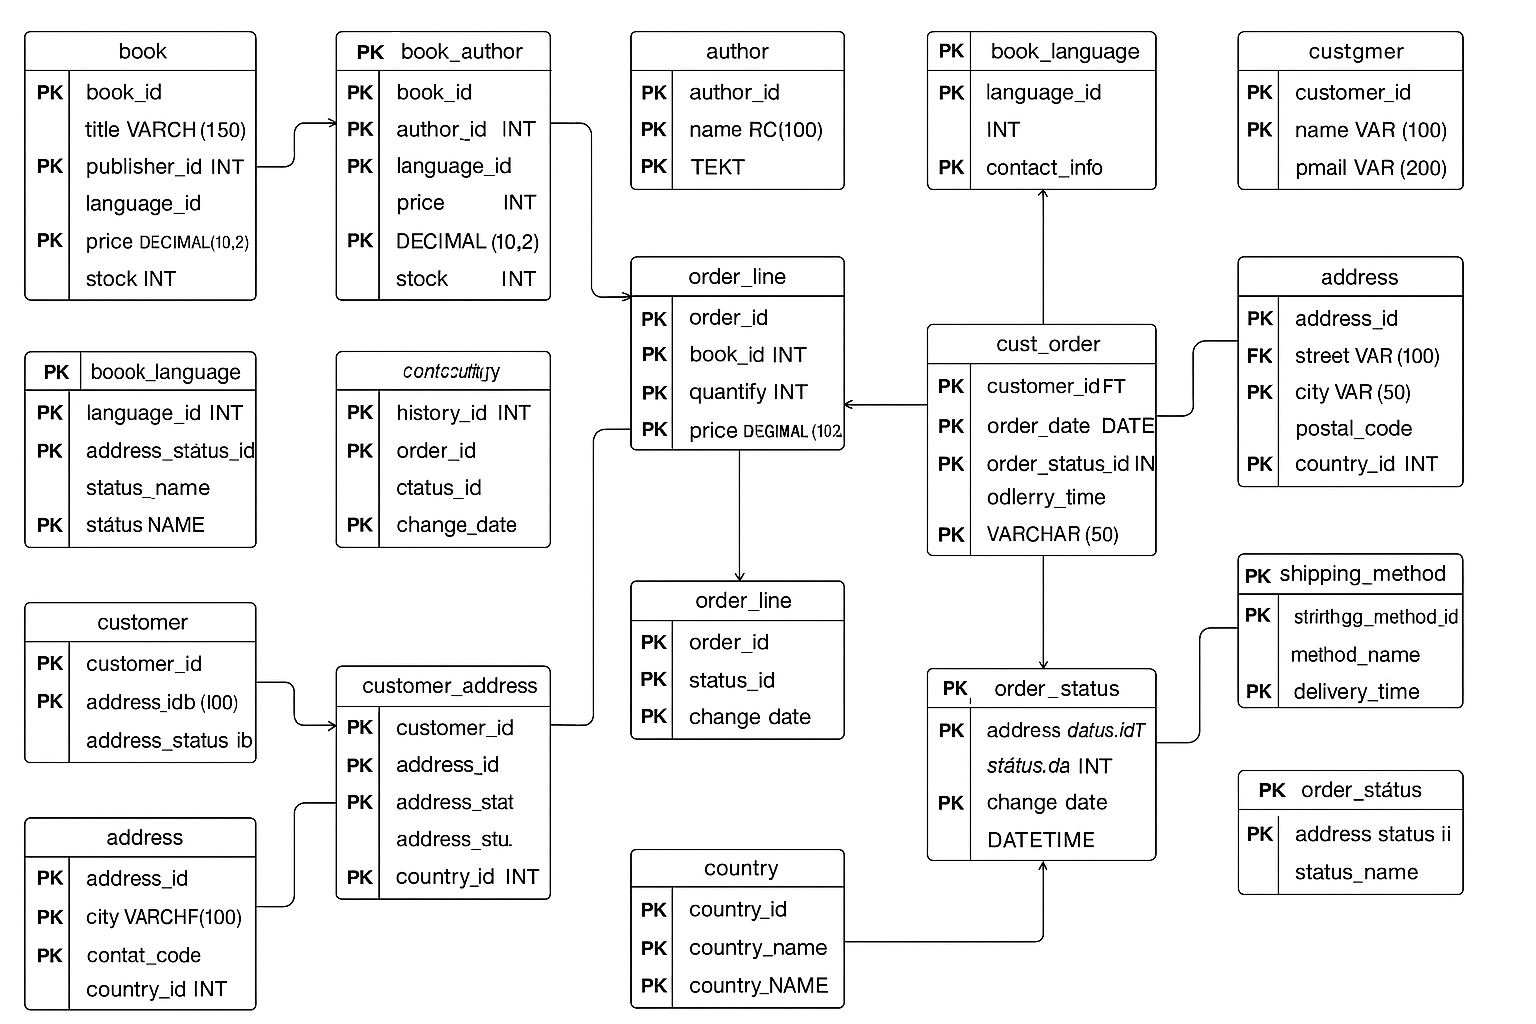 book
PK book_id
title VARCH (150)
PK publisher_id INT
language_id
PK price DECIMAL(10,2)
stock INT
PK book_author
PK book_id
PK author_id INT
PK language_id
price INT
PK DECIMAL (10,2)
stock INT
author
PK author_id
PK name RC(100)
PK TEKT
PK book_language
PK language_id
INT
PK contact_info
custgmer
PK customer_id
PK name VAR (100)
pmail VAR (200)
order_line
PK order_id
PK book_id INT
PK quantify INT
PK price DEGIMAL (102
address
PK address_id
FK street VAR (100)
PK city VAR (50)
postal_code
PK country_id INT
cust_order
PK customer_id FT
PK order_date DATE
PK order_status_id IN
odlerry_time
PK VARCHAR (50)
PK boook_language
PK language_id INT
PK address_státus_id
status_name
PK státus NAME
PK history_id INT
PK order_id
ctatus_id
PK change_date
PK shipping_method
PK strirthgg_method_id
method_name
PK delivery_time
order_line
PK order_id
PK status_id
PK change date
customer
PK customer_id
PK address_idb (I00)
address_status ib
customer_address
PK customer_id
PK address_id
PK address_stat
address_stu.
PK country_id INT
PK order_status
PK address datus.idT
státus.da INT
PK change date
DATETIME
PK order_státus
PK address status ii
status_name
address
PK address_id
PK city VARCHF(100)
PK contat_code
country_id INT
country
PK country_id
PK country_name
PK country_NAME